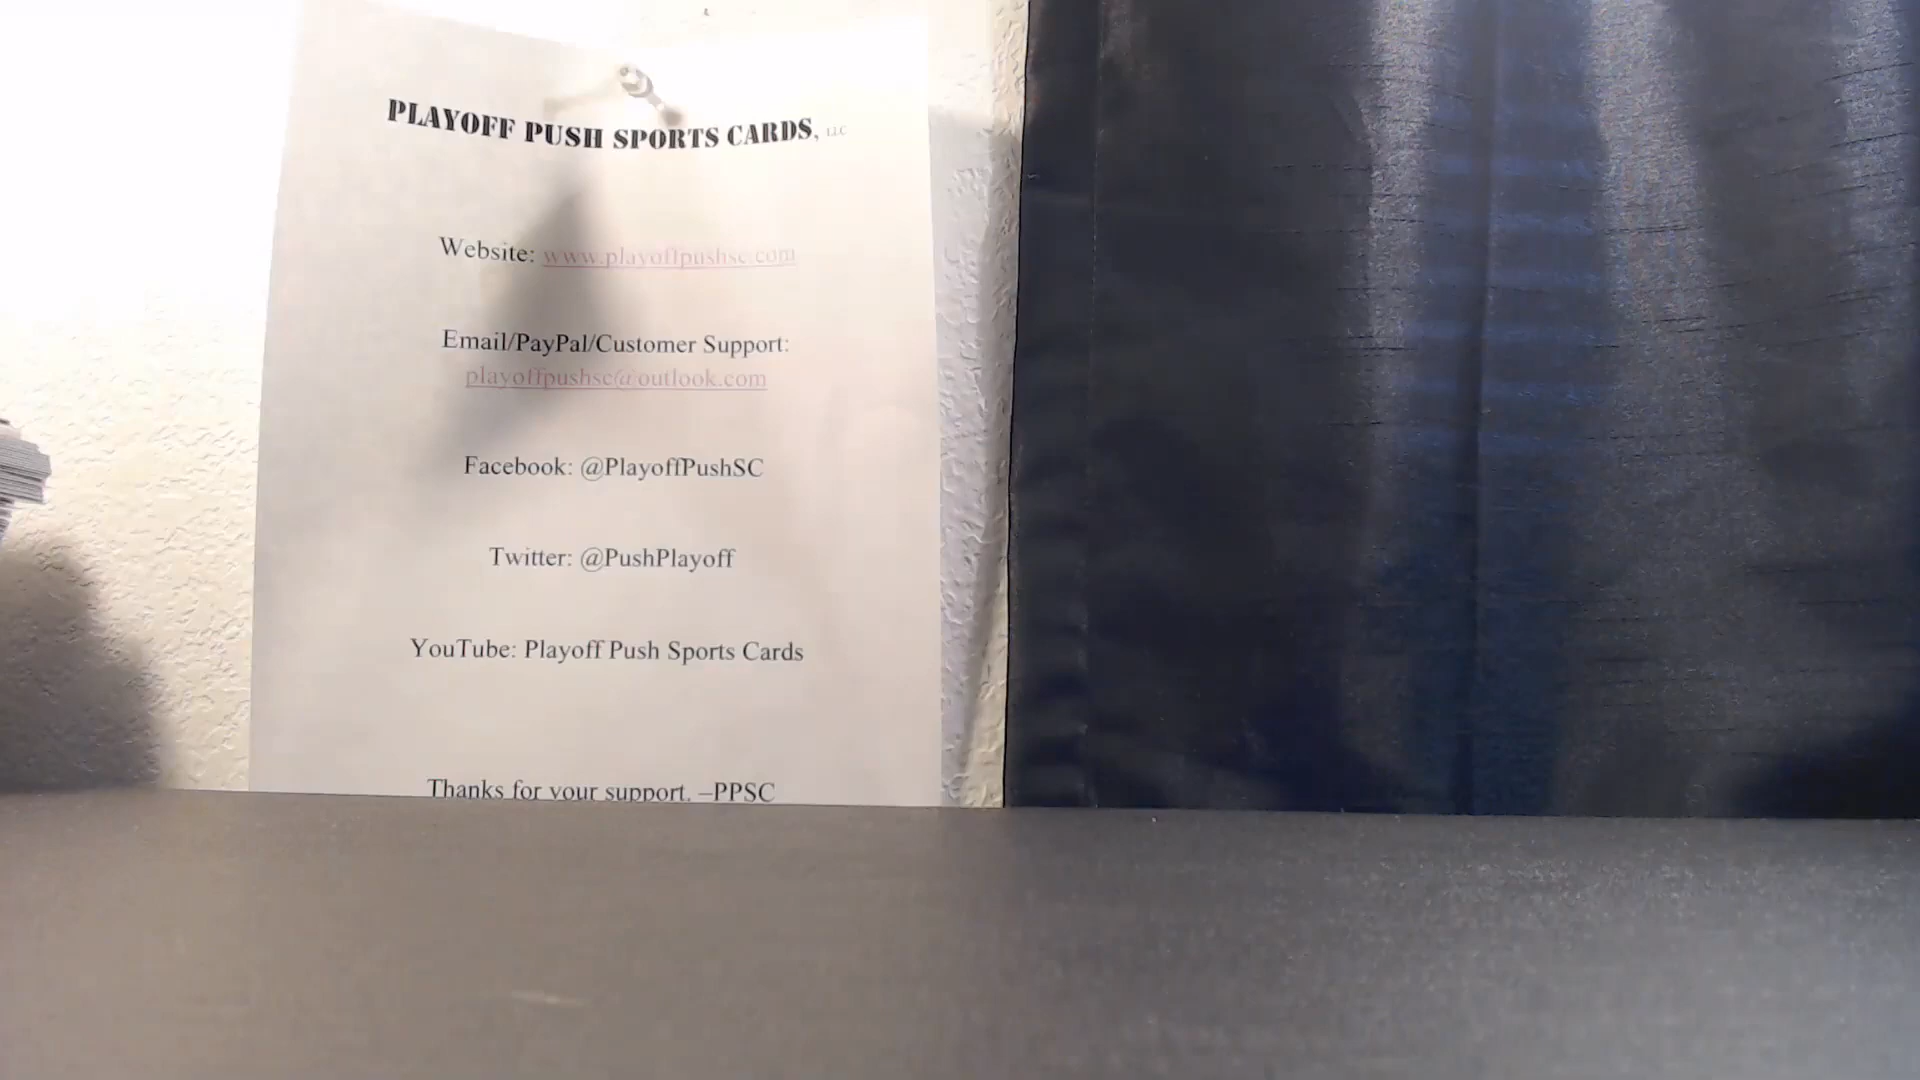 PLAYOFF PUSH SPORTS CARDS, LLC
Website: www.playoffpushsc.com
Email/PayPal/Customer Support:
playoffpushsc@outlook.com
Facebook: @PlayoffPushSC
Twitter: @PushPlayoff
YouTube: Playoff Push Sports Cards
Thanks for your support. –PPSC